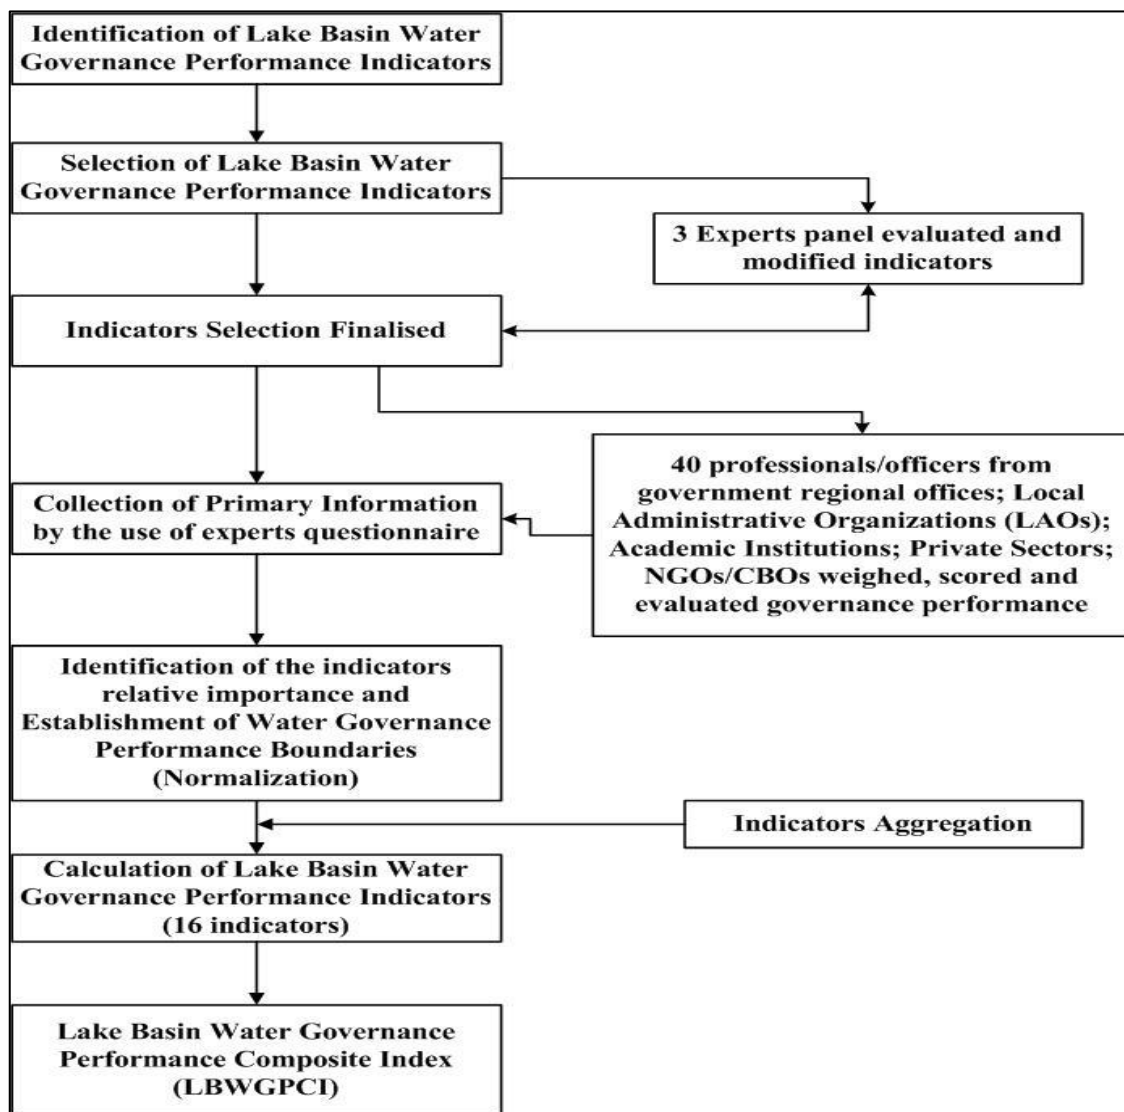 Identification of Lake Basin Water
Governance Performance Indicators
Selection of Lake Basin Water
Governance Performance Indicators
3 Experts panel evaluated and
modified indicators
Indicators Selection Finalised
40 professionals/officers from
government regional offices; Local
Administrative Organizations (LAOs);
Academic Institutions; Private Sectors;
NGOs/CBOs weighed, scored and
evaluated governance performance
Collection of Primary Information
by the use of experts questionnaire
Identification of the indicators
relative importance and
Establishment of Water Governance
Performance Boundaries
(Normalization)
Indicators Aggregation
Calculation of Lake Basin Water
Governance Performance Indicators
(16 indicators)
Lake Basin Water Governance
Performance Composite Index
(LBWGPCI)